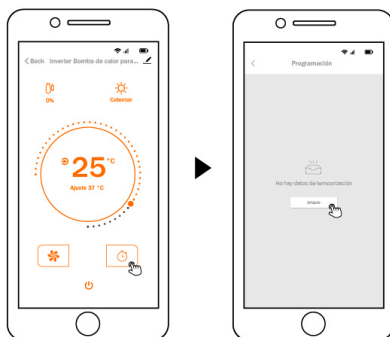 Back Inverter Bomba de calor para...
0%
Calentar
25 °C
Ajuste 37 °C
Programación
No hay datos de temporización
Añadir